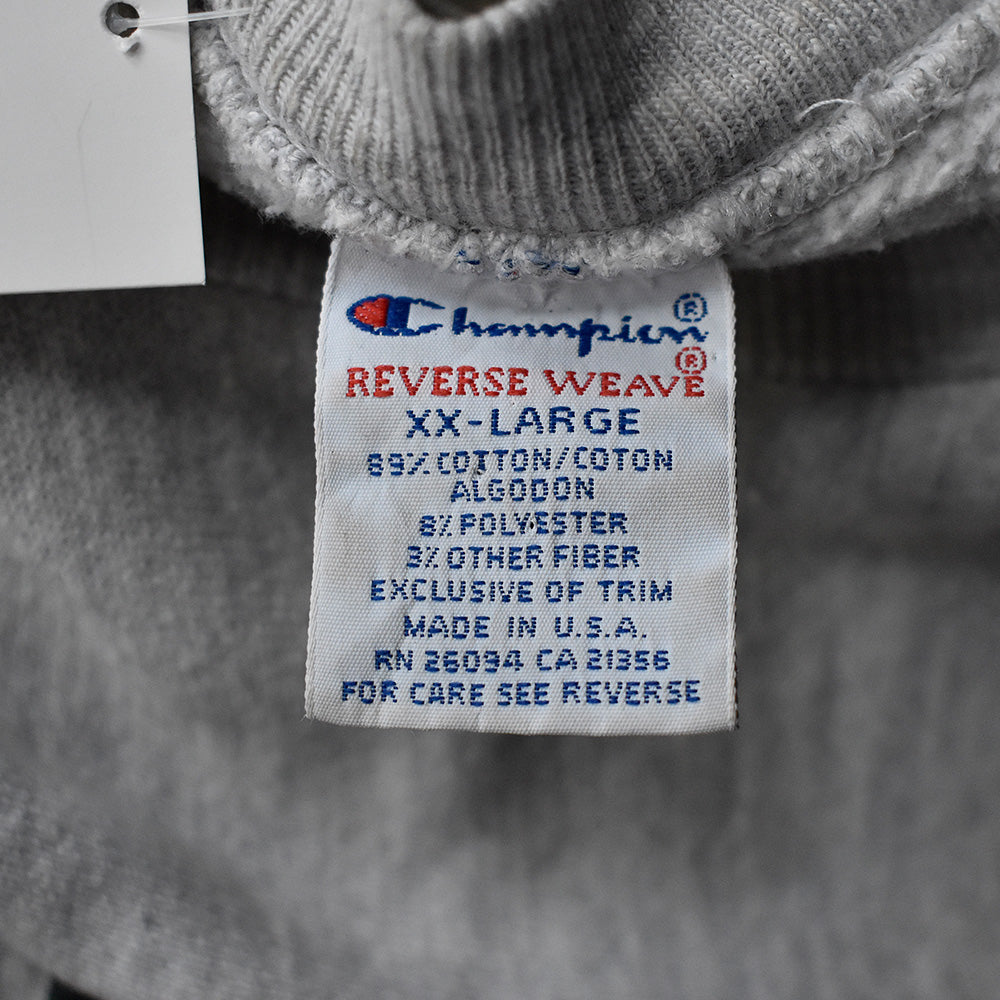 Champion®
REVERSE WEAVE®
XX-LARGE
89% COTTON/COTON
ALGODON
8% POLYESTER
3% OTHER FIBER
EXCLUSIVE OF TRIM
MADE IN U.S.A.
RN 26094 CA 21356
FOR CARE SEE REVERSE